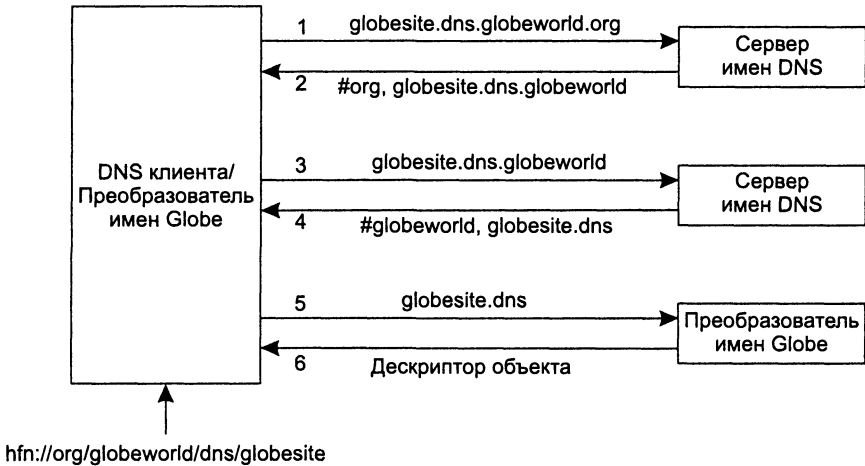 1 globesite.dns.globeworld.org
Сервер
имен DNS
2 #org, globesite.dns.globeworld
DNS клиента/
Преобразователь
имен Globe
3 globesite.dns.globeworld
Сервер
имен DNS
4 #globeworld, globesite.dns
5 globesite.dns
Преобразователь
имен Globe
6 Дескриптор объекта
hfn://org/globeworld/dns/globesite